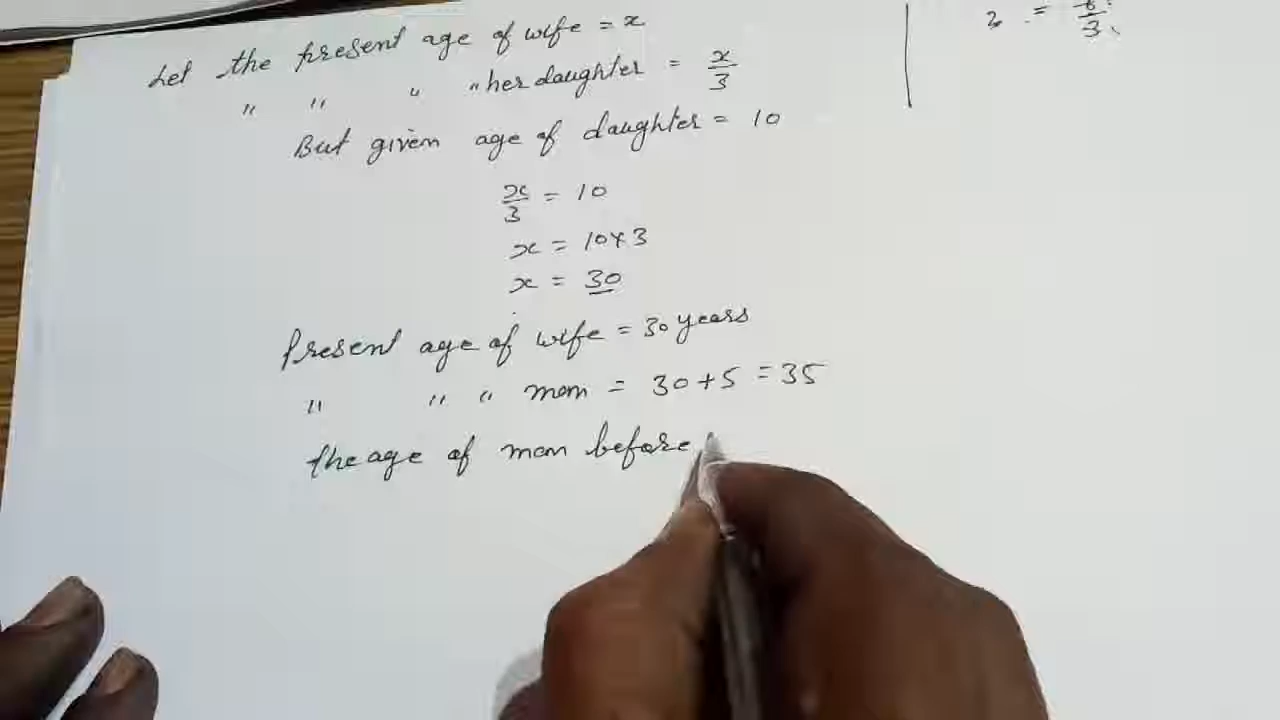 Let the present age of wife = x
" " " " her daughter = x/3
But given age of daughter = 10
x/3 = 10
x = 10×3
x = 30
Present age of wife = 30 years
" " " man = 30+5 = 35
the age of man before